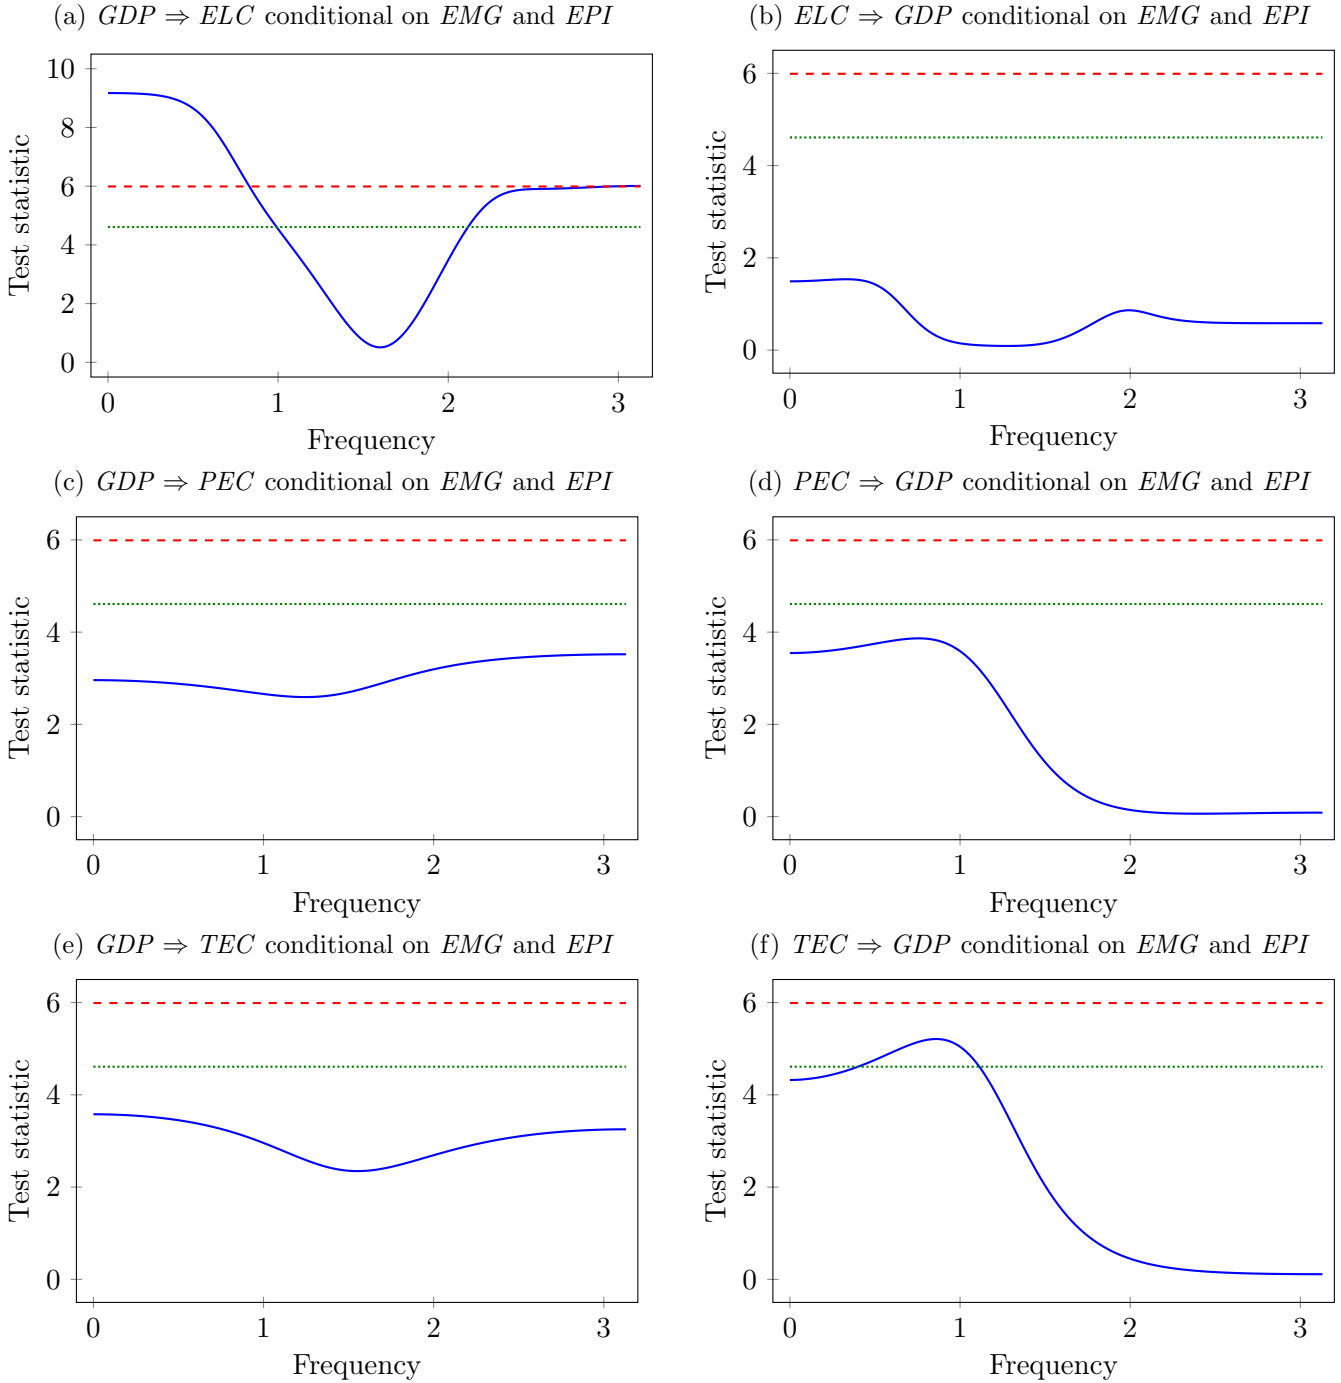 (a) GDP ⇒ ELC conditional on EMG and EPI
10
8
6
4
2
0
Test statistic
0 1 2 3
Frequency
(b) ELC ⇒ GDP conditional on EMG and EPI
6
4
2
0
Test statistic
0 1 2 3
Frequency
(c) GDP ⇒ PEC conditional on EMG and EPI
6
4
2
0
Test statistic
0 1 2 3
Frequency
(d) PEC ⇒ GDP conditional on EMG and EPI
6
4
2
0
Test statistic
0 1 2 3
Frequency
(e) GDP ⇒ TEC conditional on EMG and EPI
6
4
2
0
Test statistic
0 1 2 3
Frequency
(f) TEC ⇒ GDP conditional on EMG and EPI
6
4
2
0
Test statistic
0 1 2 3
Frequency